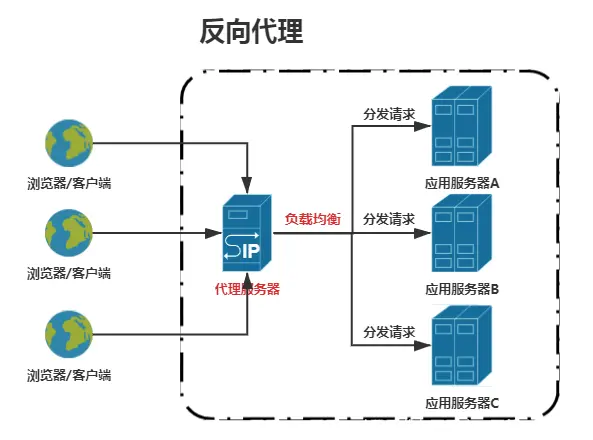 反向代理
分发请求
浏览器/客户端
应用服务器A
负载均衡
分发请求
IP
浏览器/客户端
代理服务器
应用服务器B
分发请求
浏览器/客户端
应用服务器C